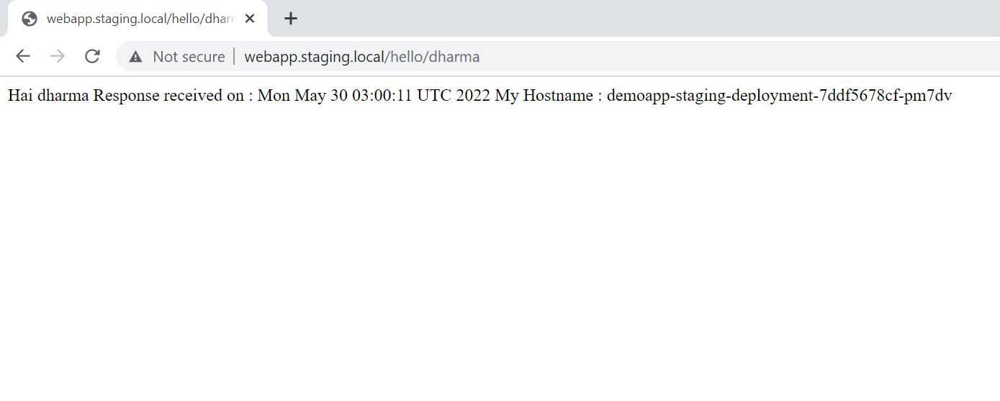 webapp.staging.local/hello/dharm
Not secure webapp.staging.local/hello/dharma
Hai dharma Response received on : Mon May 30 03:00:11 UTC 2022 My Hostname : demoapp-staging-deployment-7ddf5678cf-pm7dv